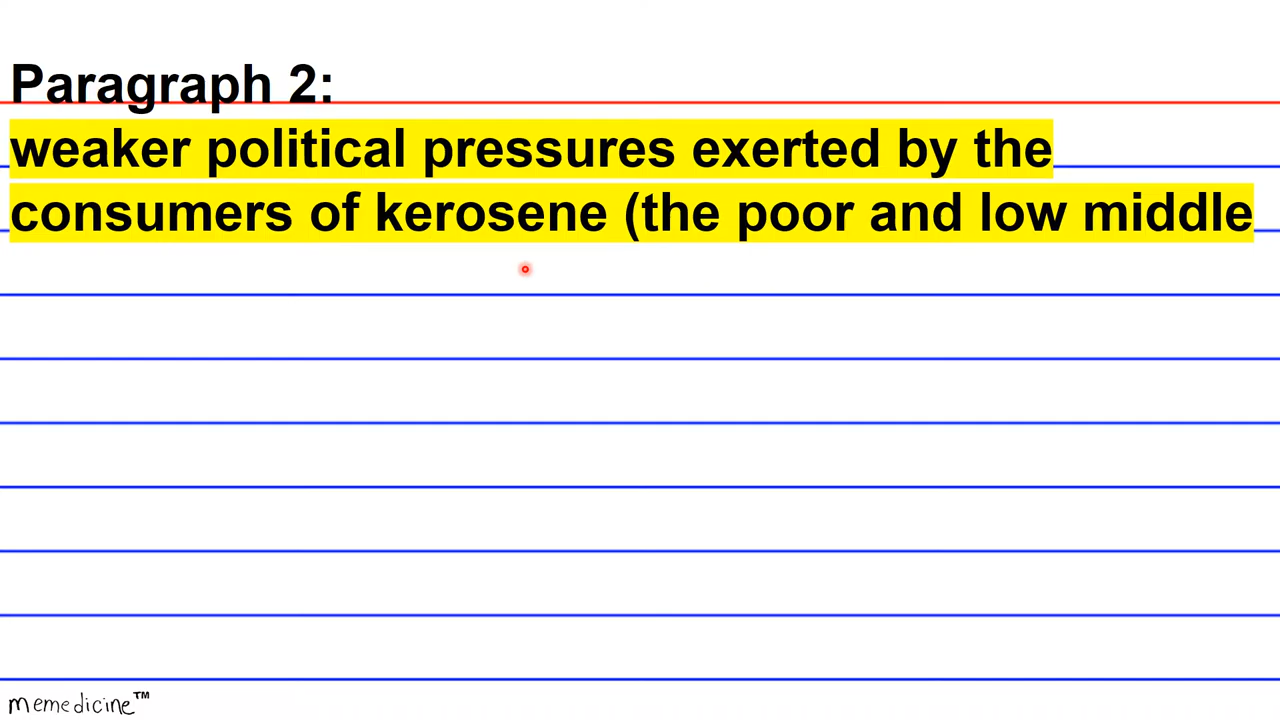 Paragraph 2:
weaker political pressures exerted by the
consumers of kerosene (the poor and low middle
memedicine™